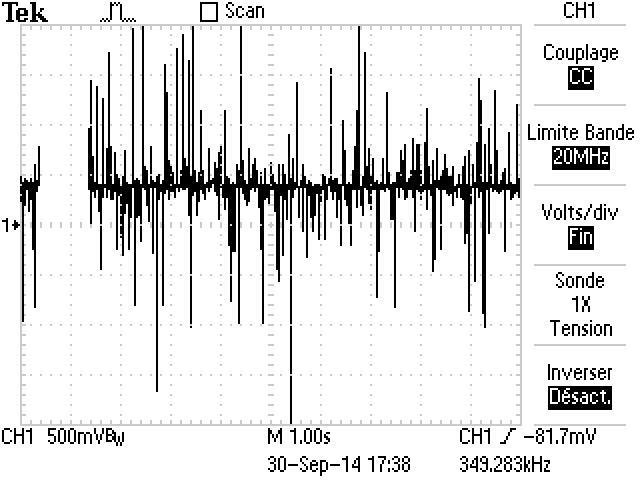 Tek Scan CH1
Couplage
CC
Limite Bande
20MHz
1
Volts/div
Fin
Sonde
1X
Tension
Inverser
Désact.
CH1 500mVBw M 1.00s CH1 -81.7mV
30-Sep-14 17:38 349.283kHz